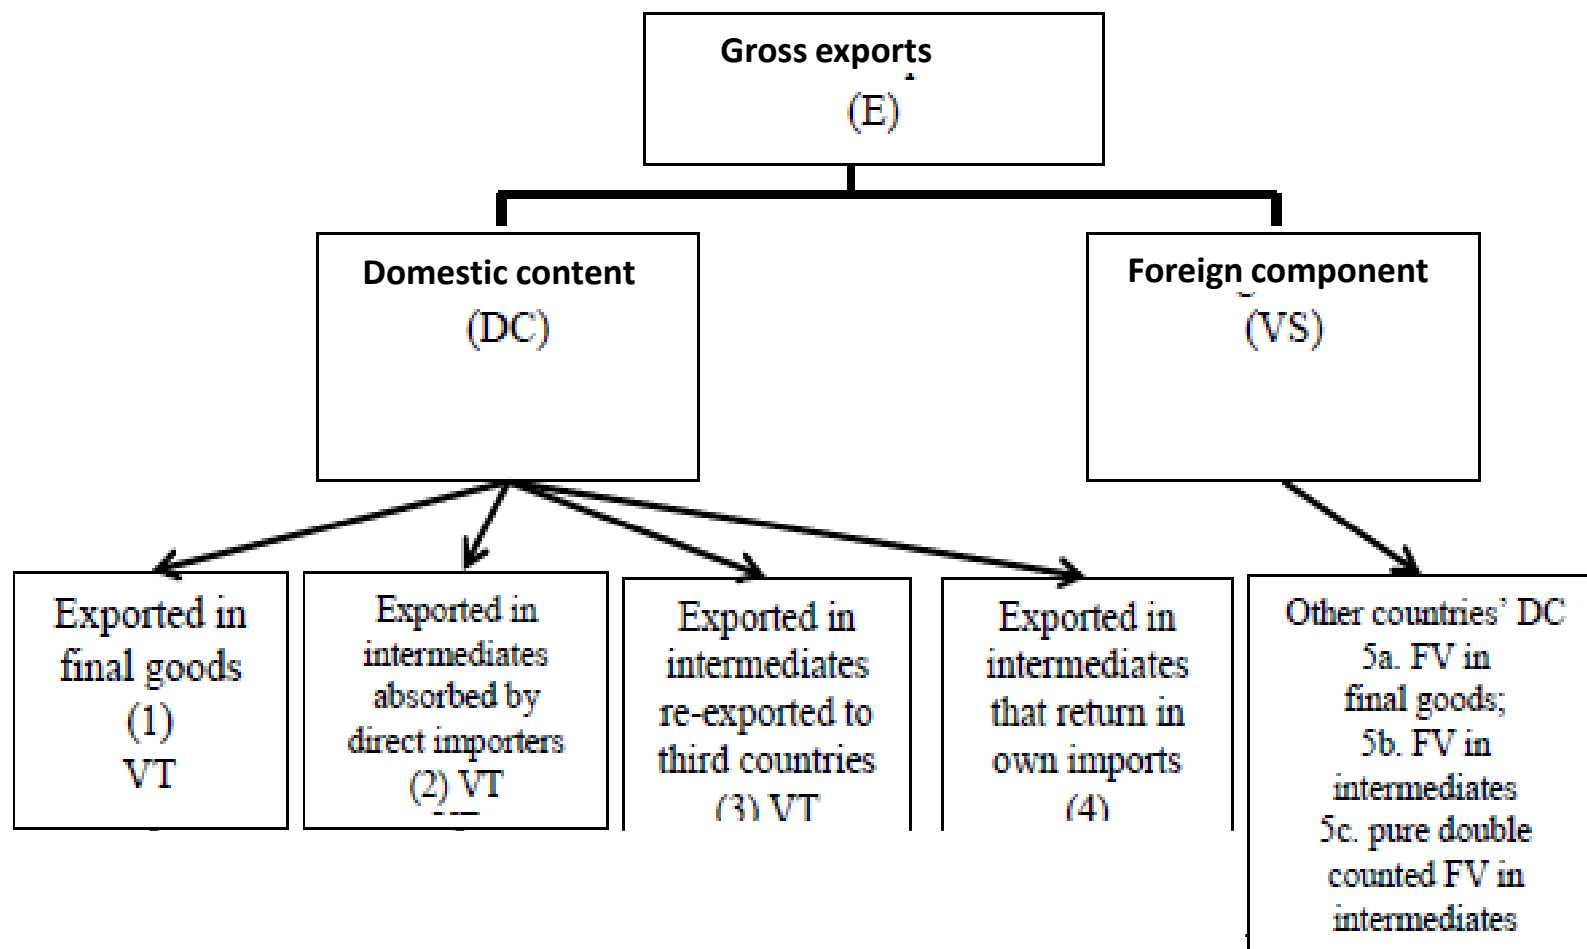 Gross exports
(E)
Domestic content
(DC)
Foreign component
(VS)
Exported in
final goods
(1)
VT
Exported in
intermediates
absorbed by
direct importers
(2) VT
Exported in
intermediates
re-exported to
third countries
(3) VT
Exported in
intermediates
that return in
own imports
(4)
Other countries’ DC
5a. FV in
final goods;
5b. FV in
intermediates
5c. pure double
counted FV in
intermediates